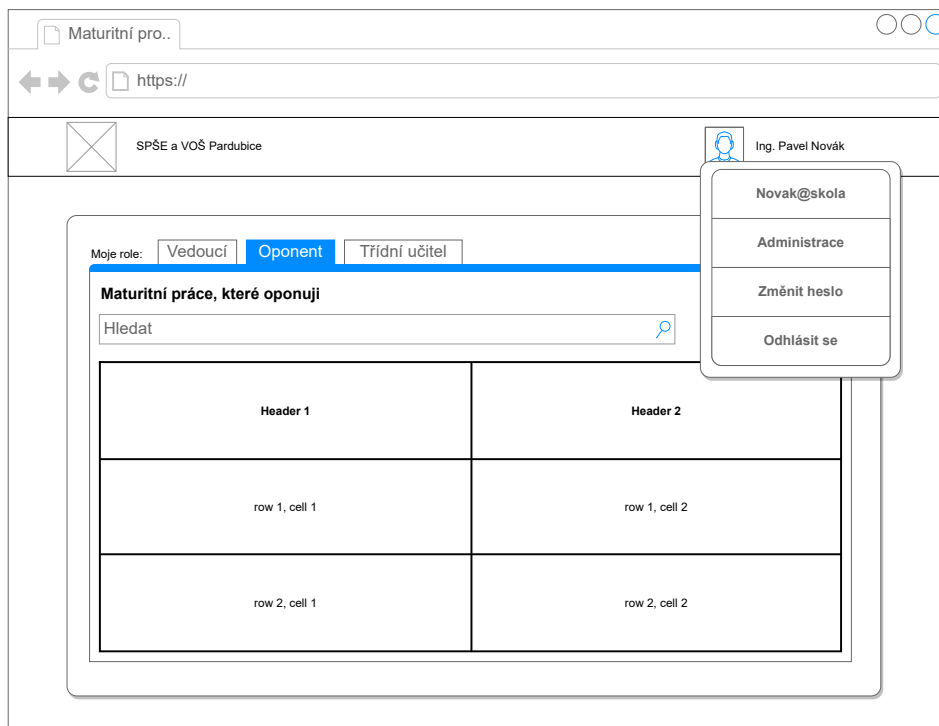 Maturitní pro..
https://
SPŠE a VOŠ Pardubice
Ing. Pavel Novák
Novak@skola
Administrace
Změnit heslo
Odhlásit se
Moje role:
Vedoucí
Oponent
Třídní učitel
Maturitní práce, které oponuji
Hledat
Header 1
Header 2
row 1, cell 1
row 1, cell 2
row 2, cell 1
row 2, cell 2